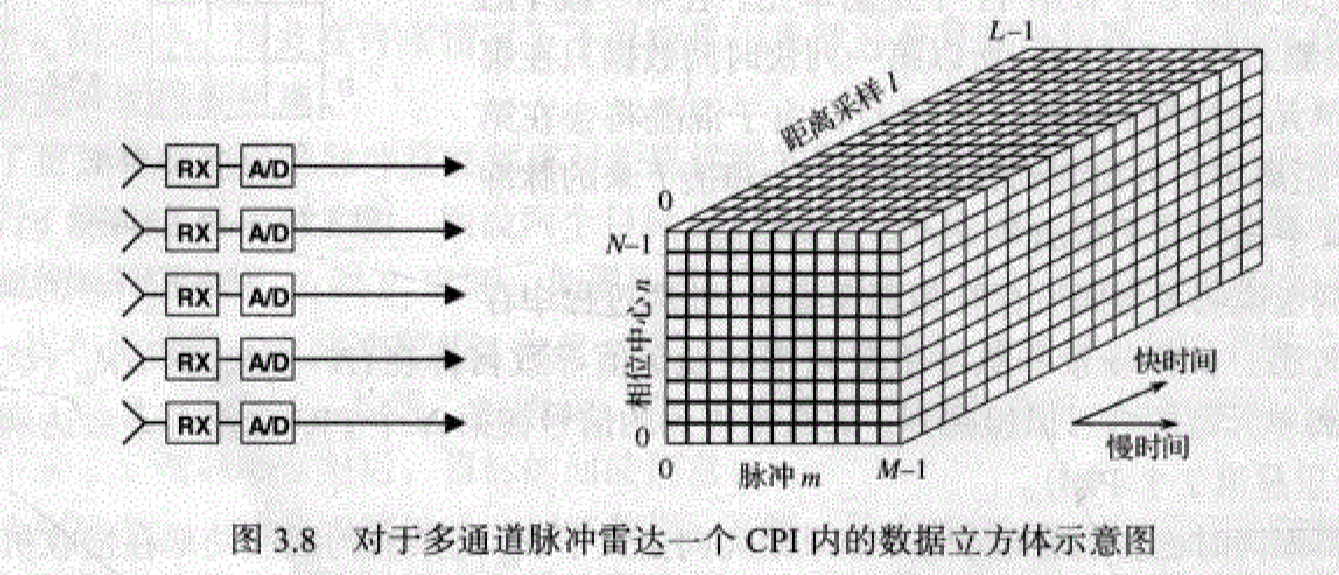 L–1
距离采样 l
0
N–1
相位中心 n
0
0
脉冲 m
M–1
快时间
慢时间
RX A/D
RX A/D
RX A/D
RX A/D
RX A/D
图 3.8 对于多通道脉冲雷达一个 CPI 内的数据立方体示意图